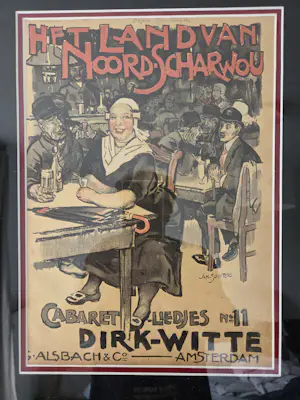 HET LAND VAN
NOORD SCHARWOU
CABARET-LIEDJES No 11
DIRK-WITTE
G. ALSBACH & Co — AMSTERDAM